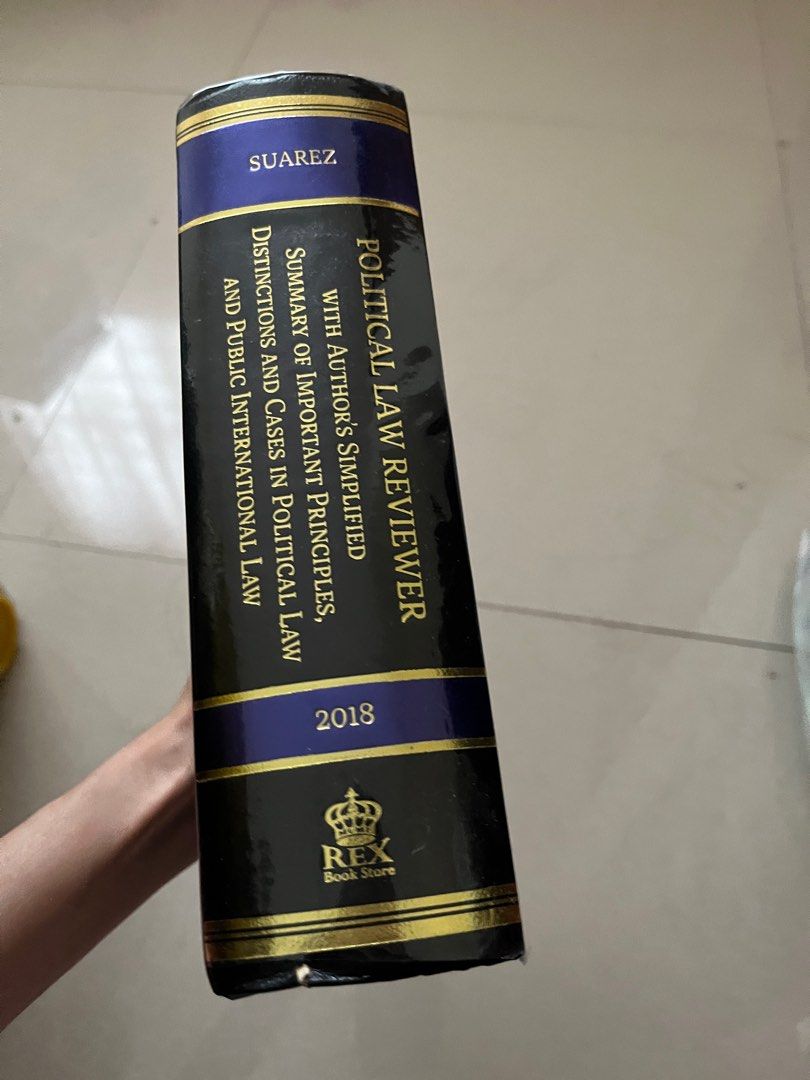 SUAREZ
POLITICAL LAW REVIEWER
WITH AUTHOR'S SIMPLIFIED
SUMMARY OF IMPORTANT PRINCIPLES,
DISTINCTIONS AND CASES IN POLITICAL LAW
AND PUBLIC INTERNATIONAL LAW
2018
REX
Book Store